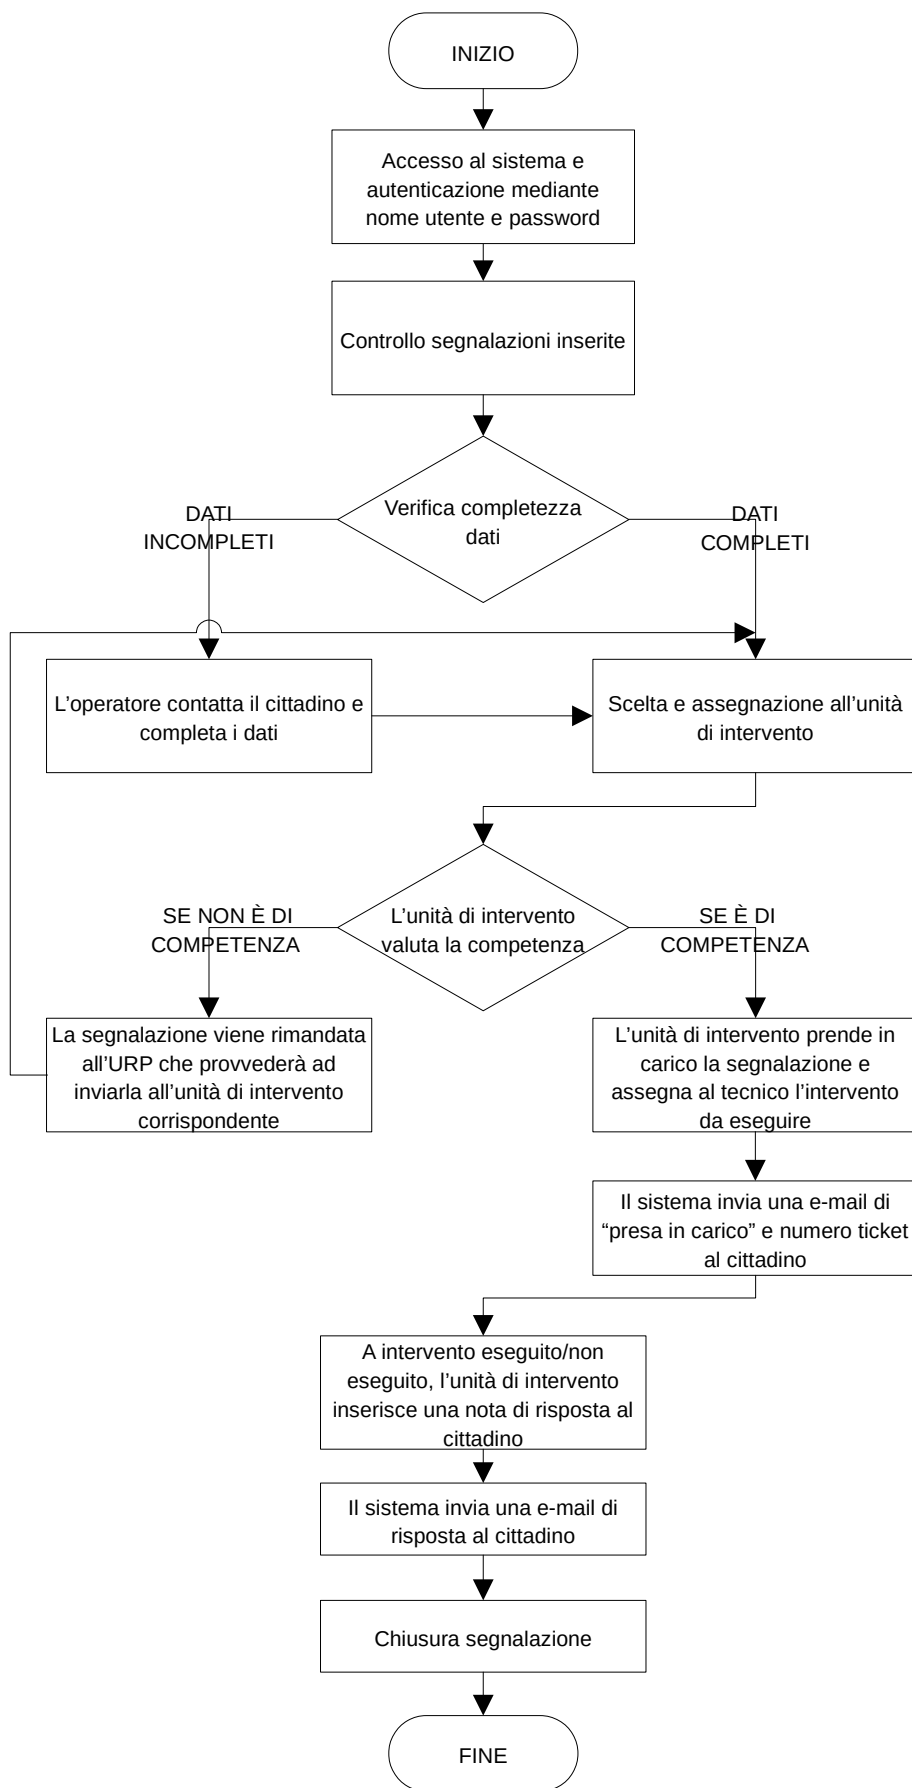 INIZIO
Accesso al sistema e
autenticazione mediante
nome utente e password
Controllo segnalazioni inserite
Verifica completezza
dati
DATI
INCOMPLETI
DATI
COMPLETI
L’operatore contatta il cittadino e
completa i dati
Scelta e assegnazione all’unità
di intervento
L’unità di intervento
valuta la competenza
SE NON È DI
COMPETENZA
SE È DI
COMPETENZA
La segnalazione viene rimandata
all’URP che provvederà ad
inviarla all’unità di intervento
corrispondente
L’unità di intervento prende in
carico la segnalazione e
assegna al tecnico l’intervento
da eseguire
Il sistema invia una e-mail di
“presa in carico” e numero ticket
al cittadino
A intervento eseguito/non
eseguito, l’unità di intervento
inserisce una nota di risposta al
cittadino
Il sistema invia una e-mail di
risposta al cittadino
Chiusura segnalazione
FINE